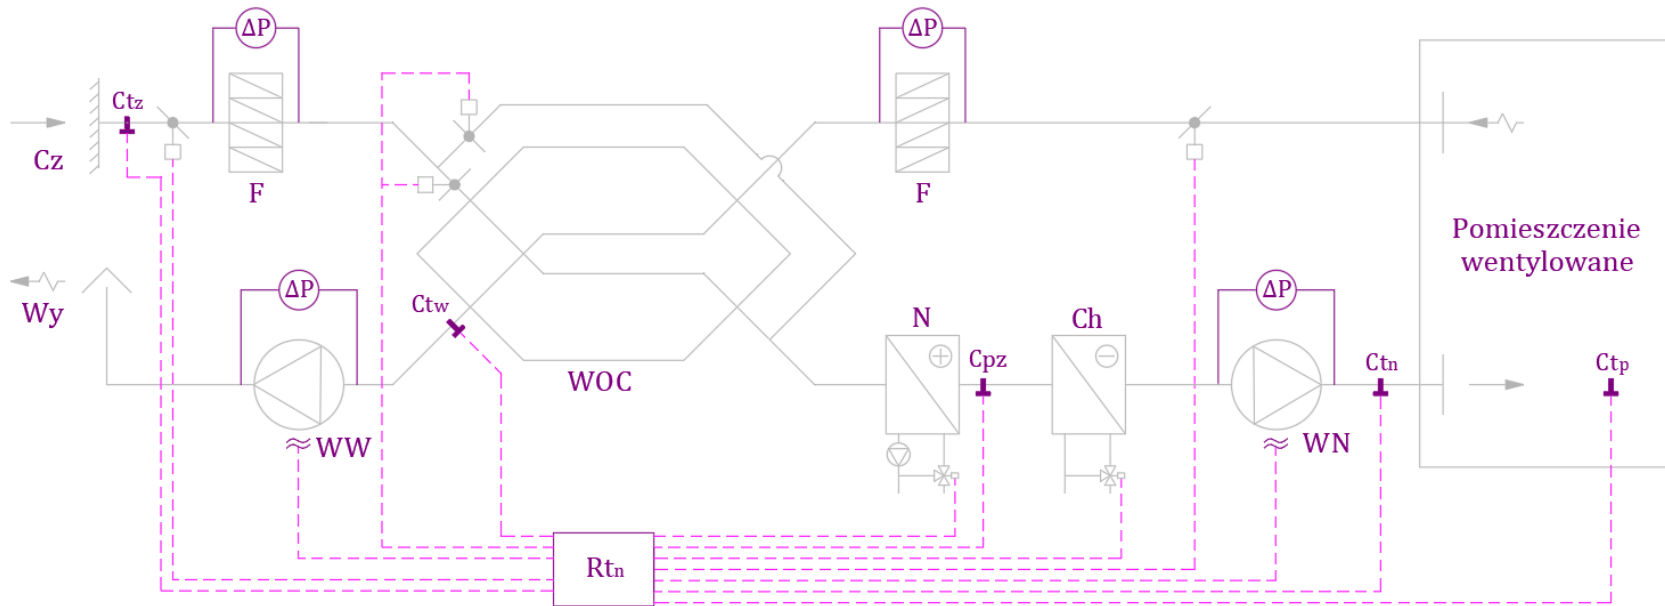 ΔP
ΔP
Ctz
Cz
F
F
Pomieszczenie
wentylowane
Wy
ΔP
Ctw
N
Ch
ΔP
Cpz
Ctn
Ctp
WOC
WW
WN
Rtn